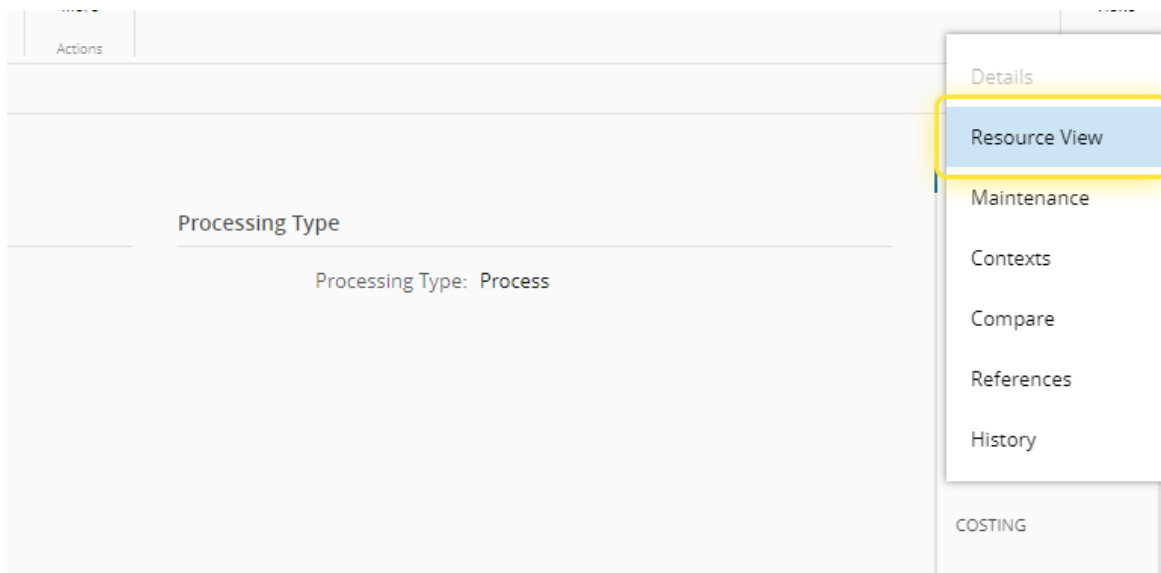 Actions
Details
Resource View
Maintenance
Processing Type
Contexts
Processing Type: Process
Compare
References
History
COSTING